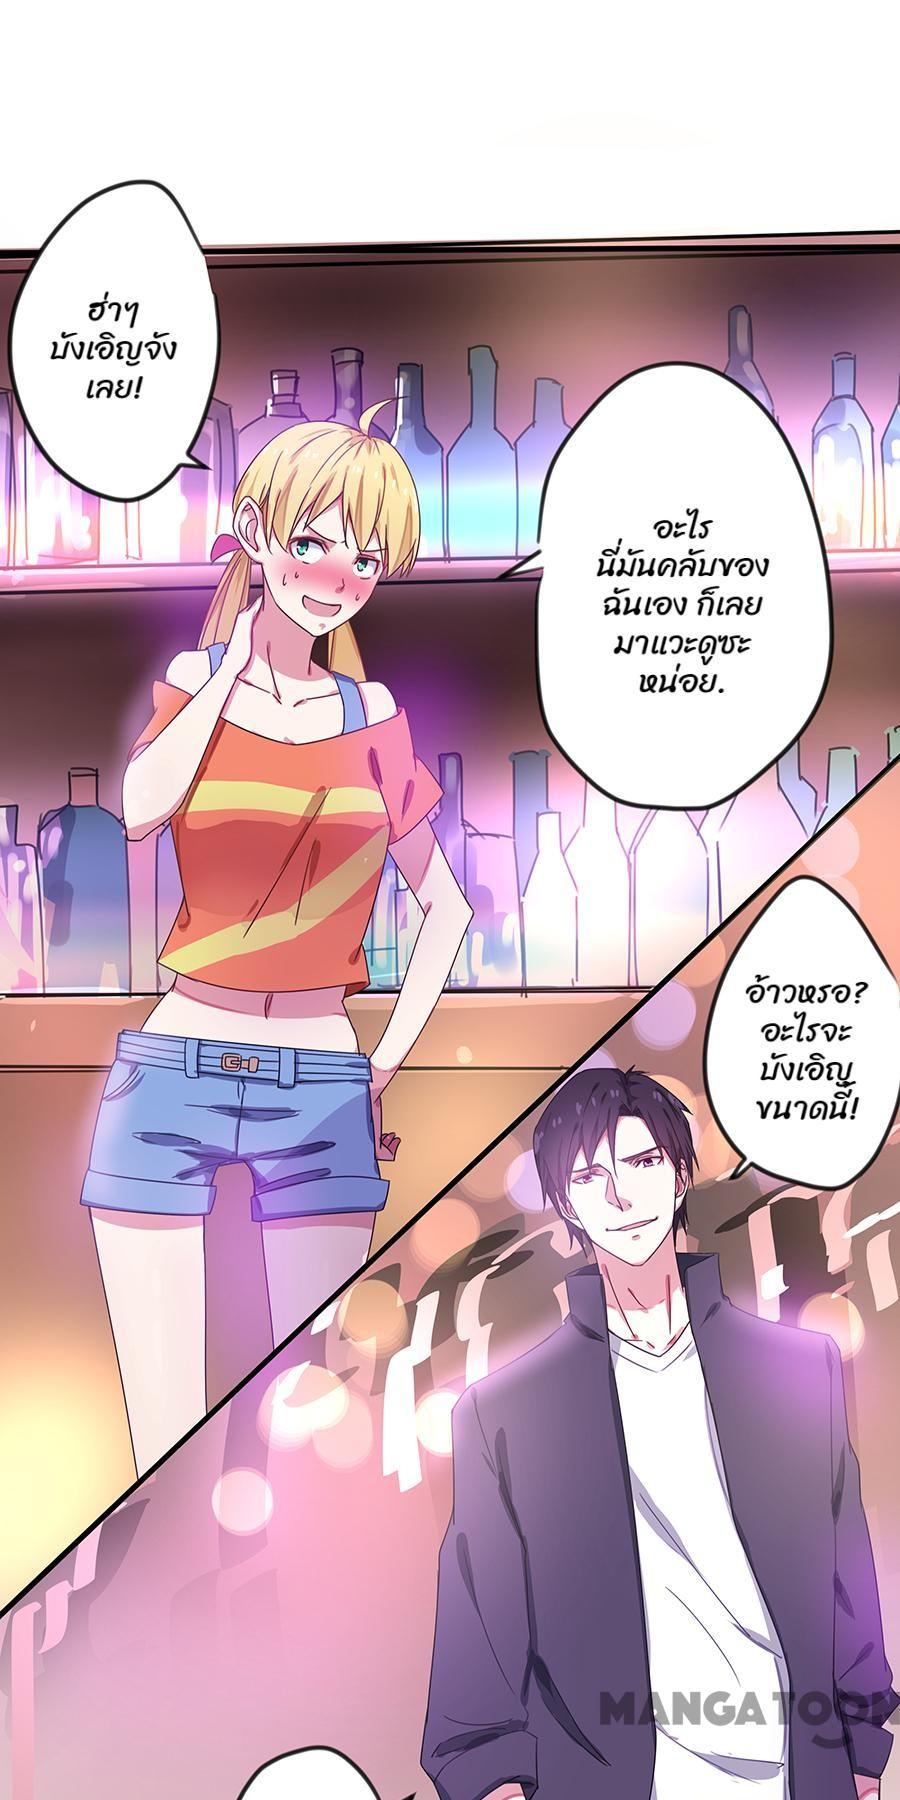 ฮ่าๆ
บังเอิญจัง
เลย!
อะไร
นี่มันคลับของ
ฉันเอง ก็เลย
มาแวะดูซะ
หน่อย.
อ้าวหรอ?
อะไรจะ
บังเอิญ
ขนาดนี้!
MANGATOON